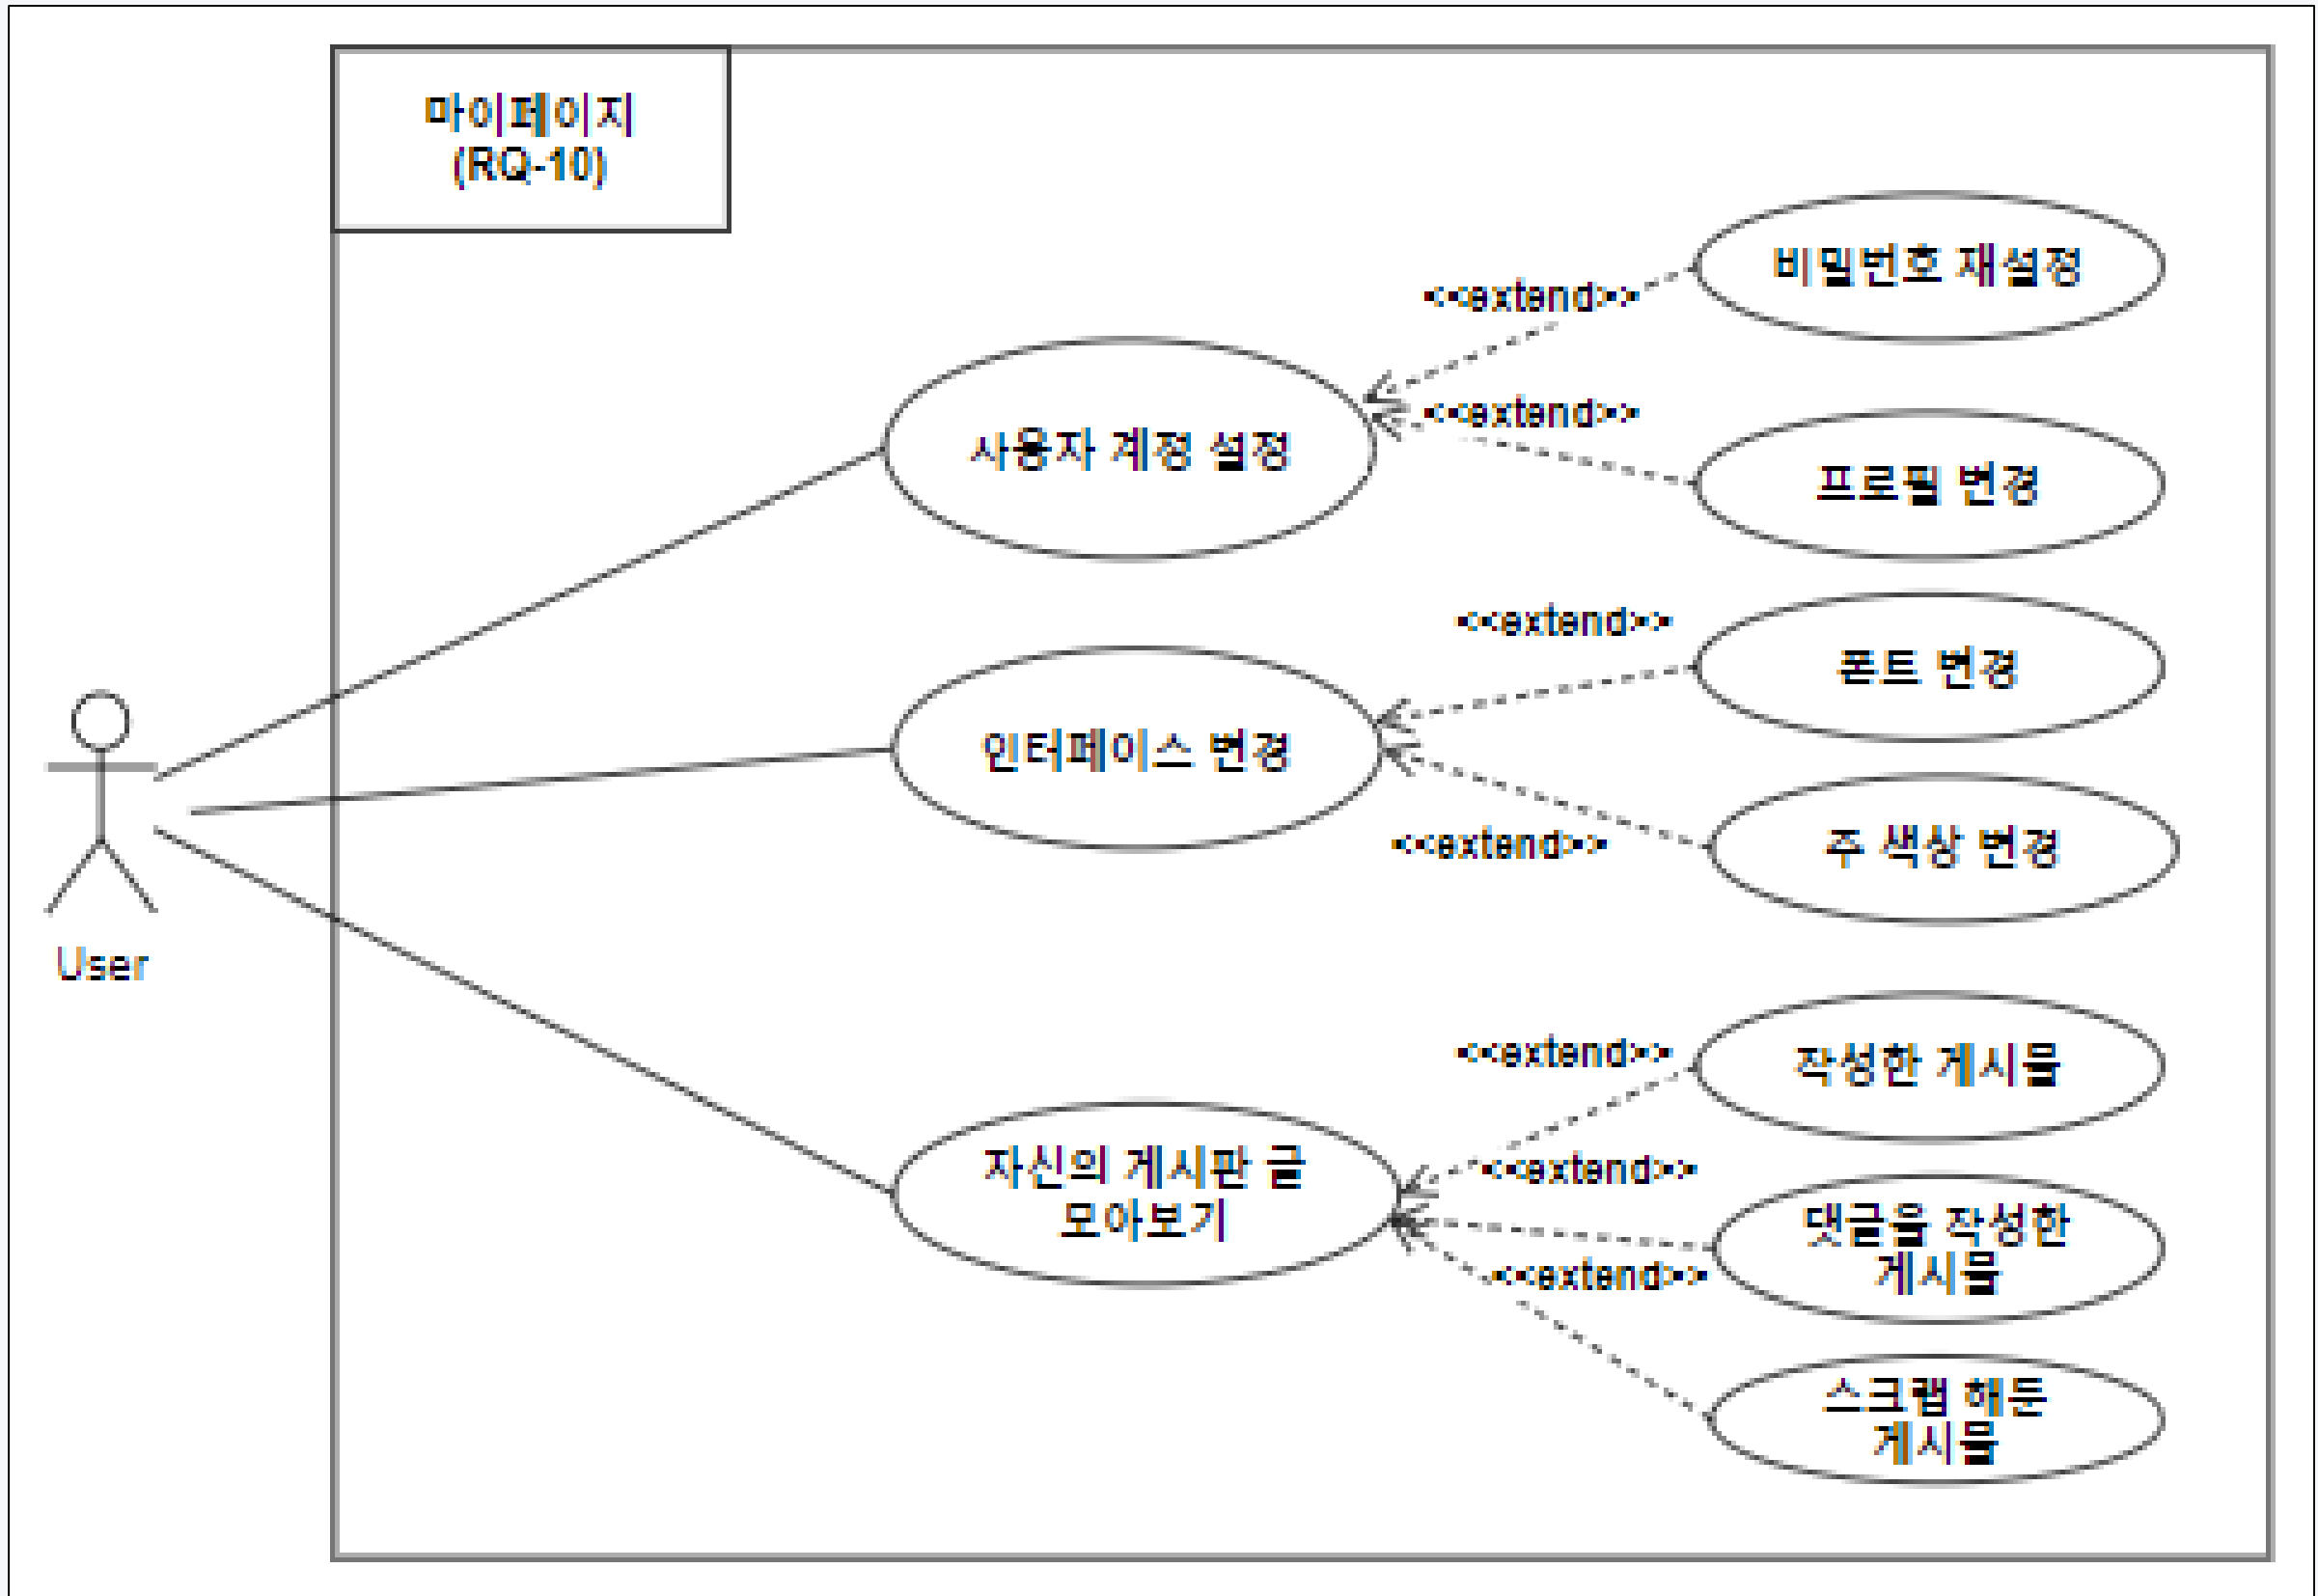 마이페이지
(RQ-10)
비밀번호 재설정
<<extend>>
<<extend>>
사용자 계정 설정
프로필 변경
<<extend>>
폰트 변경
인터페이스 변경
<<extend>>
주 색상 변경
User
<<extend>>
작성한 게시물
자신의 게시판 글
모아보기
<<extend>>
댓글을 작성한
게시물
<<extend>>
스크랩 해둔
게시물